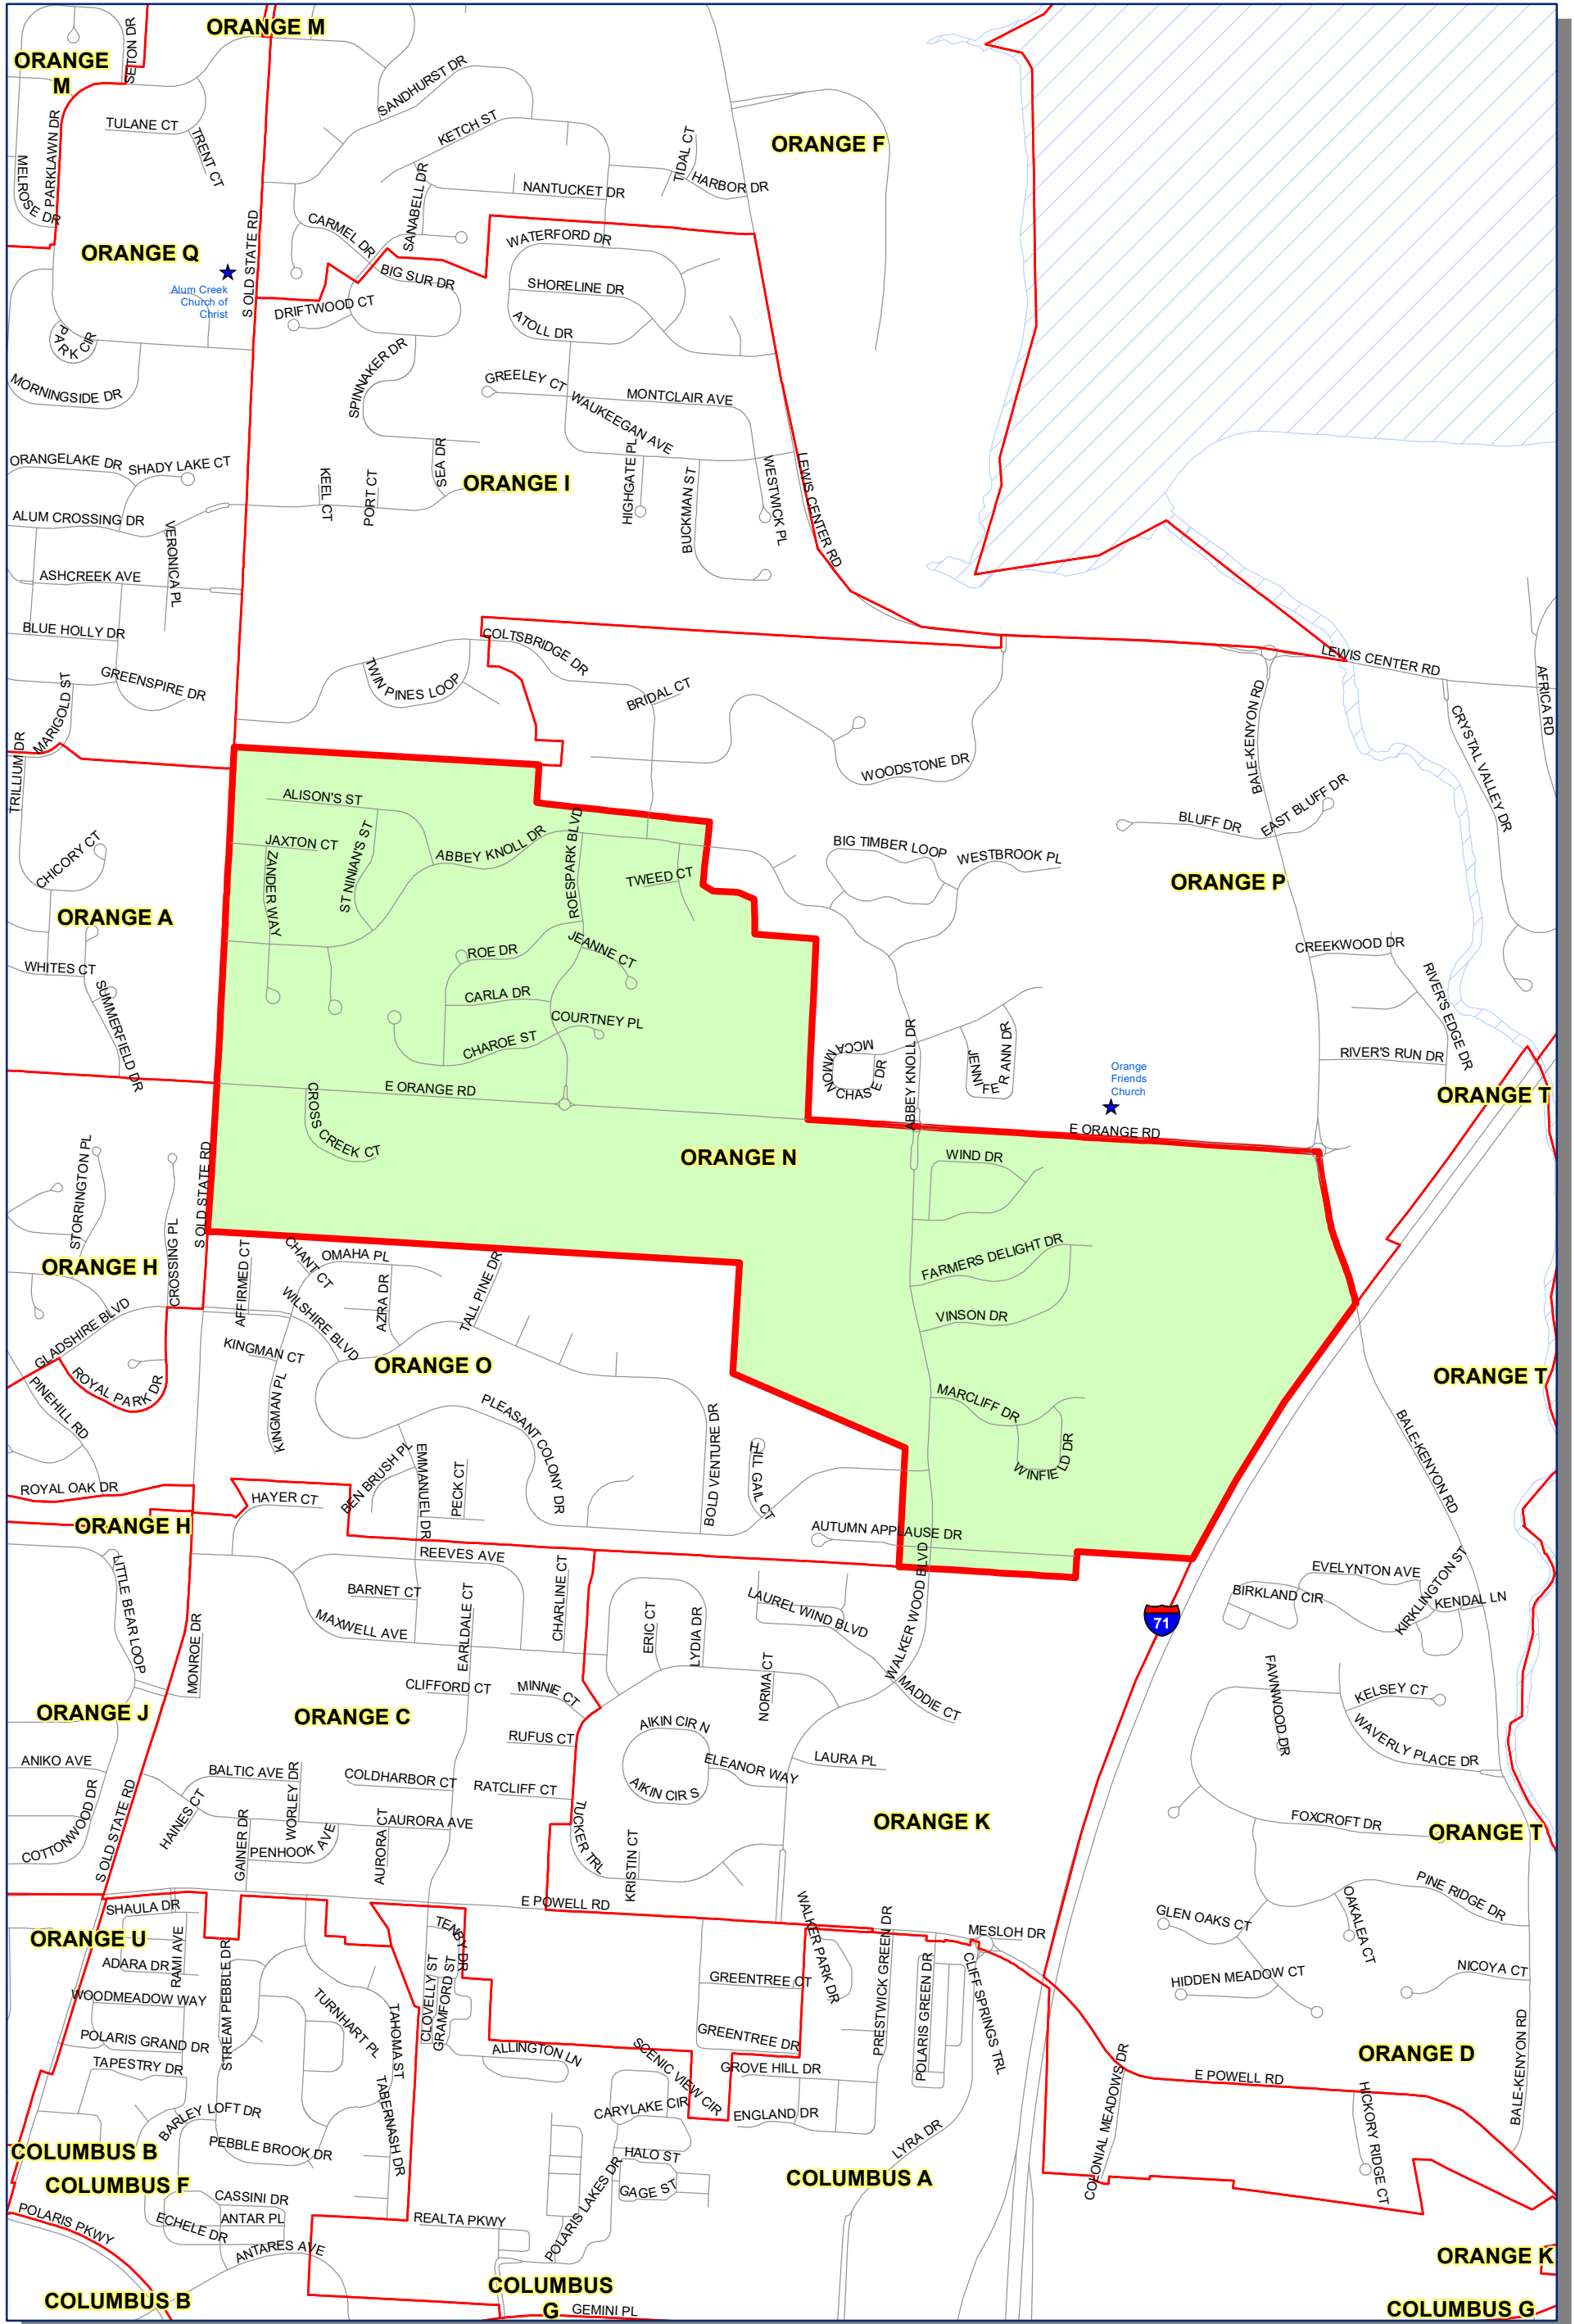 ORANGE M
ORANGE
M
SETON DR
SANDHURST DR
KETCH ST
TULANE CT
TRENT CT
PARKLAWN DR
MELROSE DR
ORANGE F
TIDAL CT
HARBOR DR
NANTUCKET DR
SANABELL DR
CARMEL DR
WATERFORD DR
ORANGE Q
S OLD STATE RD
Alum Creek
Church of
Christ
BIG SUR DR
SHORELINE DR
DRIFTWOOD CT
ATOLL DR
PARK CIR
SPINNAKER DR
MORNINGSIDE DR
GREELEY CT
MONTCLAIR AVE
WAUKEEGAN AVE
ORANGELAKE DR
SHADY LAKE CT
SEA DR
ORANGE I
KEEL CT
PORT CT
HIGHGATE PL
BUCKMAN ST
WESTWICK PL
LEWIS CENTER RD
ALUM CROSSING DR
VERONICA PL
ASHCREEK AVE
BLUE HOLLY DR
GREENSPIRE DR
MARIGOLD ST
TRILLIUM DR
COLTSBRIDGE DR
TWIN PINES LOOP
BRIDAL CT
WOODSTONE DR
LEWIS CENTER RD
AFRICA RD
BALE-KENYON RD
CRYSTAL VALLEY DR
EAST BLUFF DR
BLUFF DR
ALISON'S ST
JAXTON CT
ZANDER WAY
ST NINIAN'S ST
ABBEY KNOLL DR
ROESPARK BLVD
TWEED CT
BIG TIMBER LOOP
WESTBROOK PL
ORANGE P
CHICORY CT
ORANGE A
WHITES CT
SUMMERFIELD DR
ROE DR
JEANNE CT
CARLA DR
COURTNEY PL
CHAROE ST
CREEKWOOD DR
RIVER'S EDGE DR
RIVER'S RUN DR
MCCAMMON CHASE DR
ABBEY KNOLL DR
JENNIFER ANN DR
Orange
Friends
Church
ORANGE T
E ORANGE RD
E ORANGE RD
CROSS CREEK CT
ORANGE N
WIND DR
STORRINGTON PL
CROSSING PL
S OLD STATE RD
ORANGE H
FARMERS DELIGHT DR
VINSON DR
AFFIRMED CT
CHANT CT
OMAHA PL
AZRA DR
TALL PINE DR
WILSHIRE BLVD
KINGMAN CT
KINGMAN PL
ORANGE O
GLADSHIRE BLVD
ROYAL PARK DR
PINEHILL RD
ORANGE T
MARCLIFF DR
WINFIELD DR
BALE-KENYON RD
PLEASANT COLONY DR
BOLD VENTURE DR
HILL GAIL CT
BEN BRUSH PL
EMMANUEL DR
PECK CT
ROYAL OAK DR
HAYER CT
ORANGE H
AUTUMN APPLAUSE DR
REEVES AVE
LITTLE BEAR LOOP
MONROE DR
BARNET CT
MAXWELL AVE
EARLDALE CT
CHARLINE CT
ERIC CT
LYDIA DR
LAUREL WIND BLVD
WALKER WOOD BLVD
MADDIE CT
NORMA CT
71
EVELYNTON AVE
BIRKLAND CIR
KIRKLINGTON ST
KENDAL LN
FAWNWOOD DR
KELSEY CT
WAVERLY PLACE DR
ORANGE J
ORANGE C
CLIFFORD CT
MINNIE CT
RUFUS CT
AIKIN CIR N
AIKIN CIR S
ELEANOR WAY
LAURA PL
ANIKO AVE
COTTONWOOD DR
S OLD STATE RD
BALTIC AVE
HAINES CT
GAINER DR
WORLEY DR
PENHOOK AVE
COLDHARBOR CT
RATCLIFF CT
AURORA CT
AURORA AVE
TUCKER TRL
KRISTIN CT
ORANGE K
FOXCROFT DR
ORANGE T
E POWELL RD
SHAULA DR
ORANGE U
ADARA DR
RAMI AVE
STREAM PEBBLE DR
WOODMEADOW WAY
POLARIS GRAND DR
TAPESTRY DR
TURNHART PL
TAHOMA ST
TABERNASH DR
TENBY DR
CLOVELLY ST
GRAMFORD ST
ALLINGTON LN
GREENTREE CT
GREENTREE DR
WALKER PARK DR
PRESTWICK GREEN DR
POLARIS GREEN DR
CLIFF SPRINGS TRL
MESLOH DR
GLEN OAKS CT
OAKALEA CT
PINE RIDGE DR
HIDDEN MEADOW CT
NICOYA CT
ORANGE D
E POWELL RD
BALE-KENYON RD
COLONIAL MEADOWS DR
HICKORY RIDGE CT
SCENIC VIEW CIR
GROVE HILL DR
CARYLAKE CIR
ENGLAND DR
LYRA DR
HALO ST
GAGE ST
COLUMBUS A
BARLEY LOFT DR
PEBBLE BROOK DR
COLUMBUS B
COLUMBUS F
CASSINI DR
ANTAR PL
ECHELE DR
ANTARES AVE
POLARIS PKWY
REALTA PKWY
POLARIS LAKES DR
COLUMBUS B
COLUMBUS
G
GEMINI PL
ORANGE K
COLUMBUS G